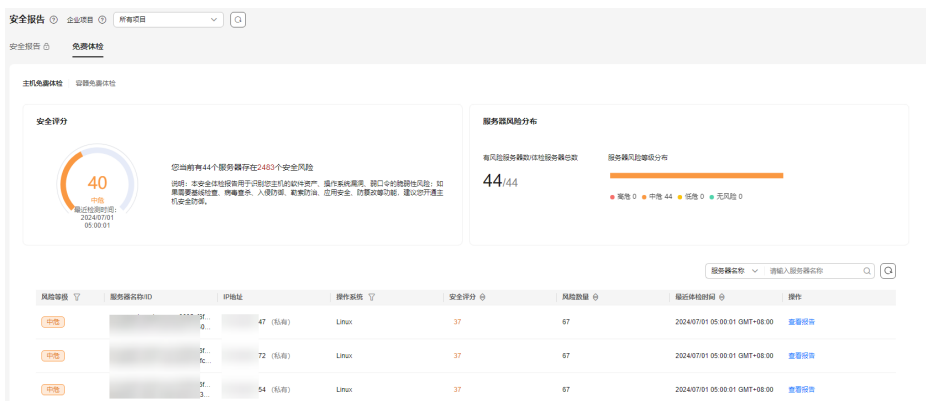 安全报告 企业项目 所有项目
安全报告 免费体检
主机免费体检 容器免费体检
安全评分
40
中危
最近检测时间:
2024/07/01
05:00:01
您当前有44个服务器存在2483个安全风险
说明：本安全体检报告用于识别您主机的软件资产、操作系统漏洞、弱口令的脆弱性风险；如
果需要基线检查、病毒查杀、入侵防御、勒索防治、应用安全、防篡改等功能，建议您开通主
机安全防御。
服务器风险分布
有风险服务器数/体检服务器总数
44/44
服务器风险等级分布
高危 0 中危 44 低危 0 无风险 0
服务器名称 请输入服务器名称
风险等级 服务器名称/ID IP地址 操作系统 安全评分 风险数量 最近体检时间 操作
中危 47 (私有) Linux 37 67 2024/07/01 05:00:01 GMT+08:00 查看报告
中危 72 (私有) Linux 37 67 2024/07/01 05:00:01 GMT+08:00 查看报告
中危 54 (私有) Linux 37 67 2024/07/01 05:00:01 GMT+08:00 查看报告